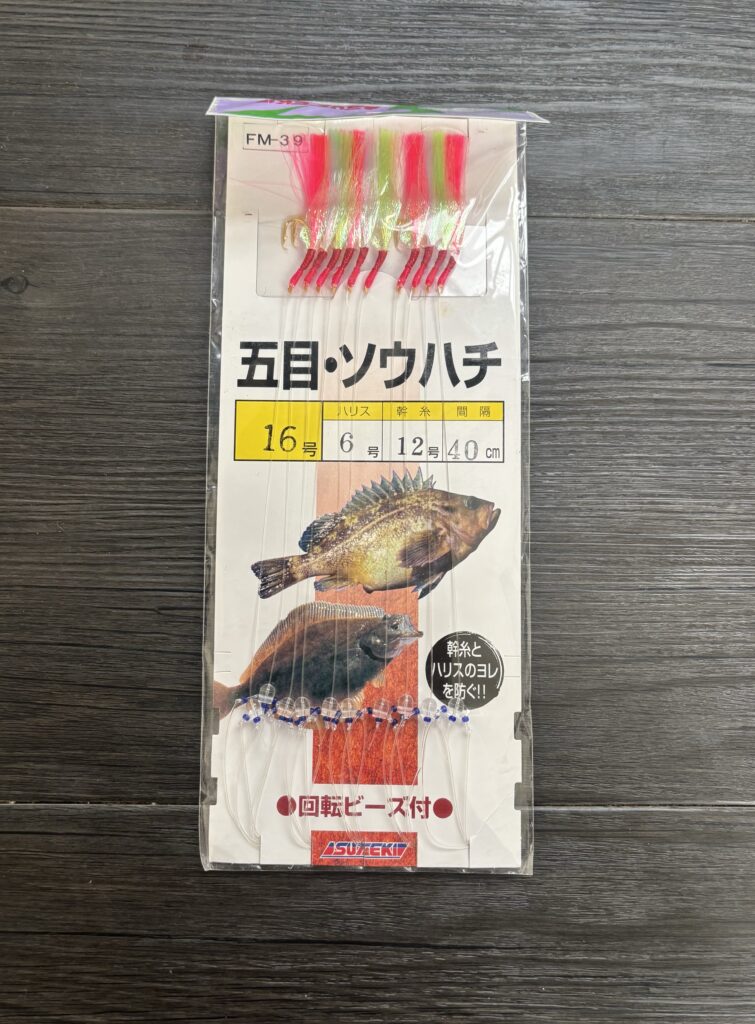 FM-39
五目・ソウハチ
ハリス 幹糸 間隔
16号 6号 12号 40cm
幹糸と
ハリスのヨレ
を防ぐ!!
●回転ビーズ付●